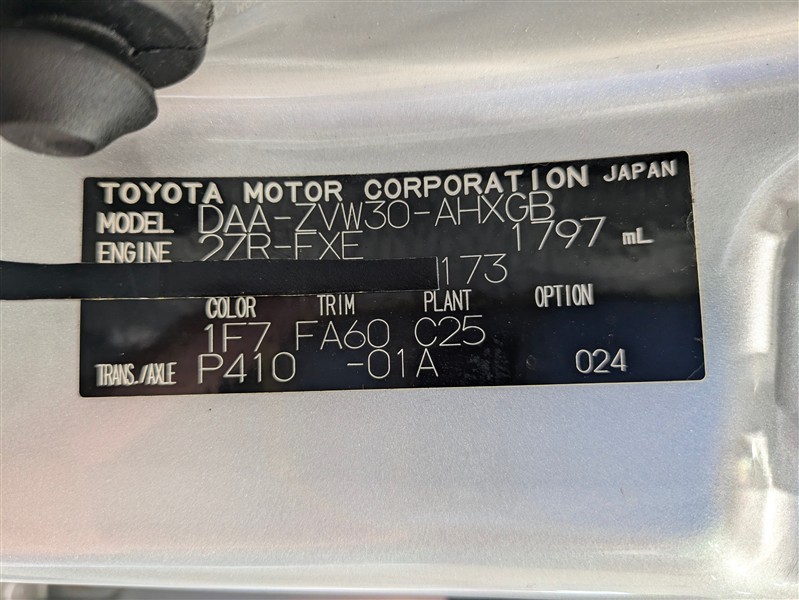 TOYOTA MOTOR CORPORATION JAPAN
MODEL DAA-ZVW30-AHXGB
ENGINE 2ZR-FXE 1797 mL
173
COLOR TRIM PLANT OPTION
1F7 FA60 C25
TRANS./AXLE P410 -01A 024